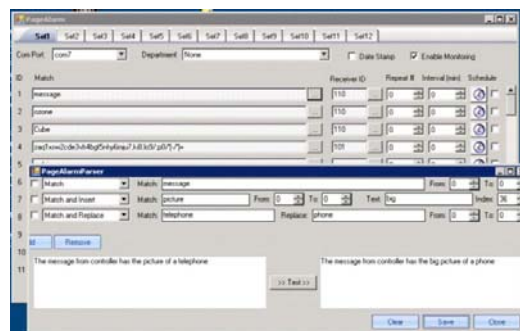 PageAlarm
Set1 Set2 Set3 Set4 Set5 Set6 Set7 Set8 Set9 Set10 Set11 Set12
Com Port: com7 Department: None Date Stamp Enable Monitoring
ID Match Receiver ID Repeat # Interval (min) Schedule
1 message ... 110 ... 0 0
2 ozone ... 110 ... 0 0
3 Cube ... 110 ... 0 0
4 ... 101 ... 0 0
5
PageAlarmParser
6 Match Match: message From: 0 To: 0
7 Match and Insert Match: picture From: 0 To: 0 Text: big Index: 36
8 Match and Replace Match: telephone Replace: phone From: 0 To: 0
9 Remove
10
11 The message from controller has the picture of a telephone >> Test >> The message from controller has the big picture of a phone
Clear Save Close